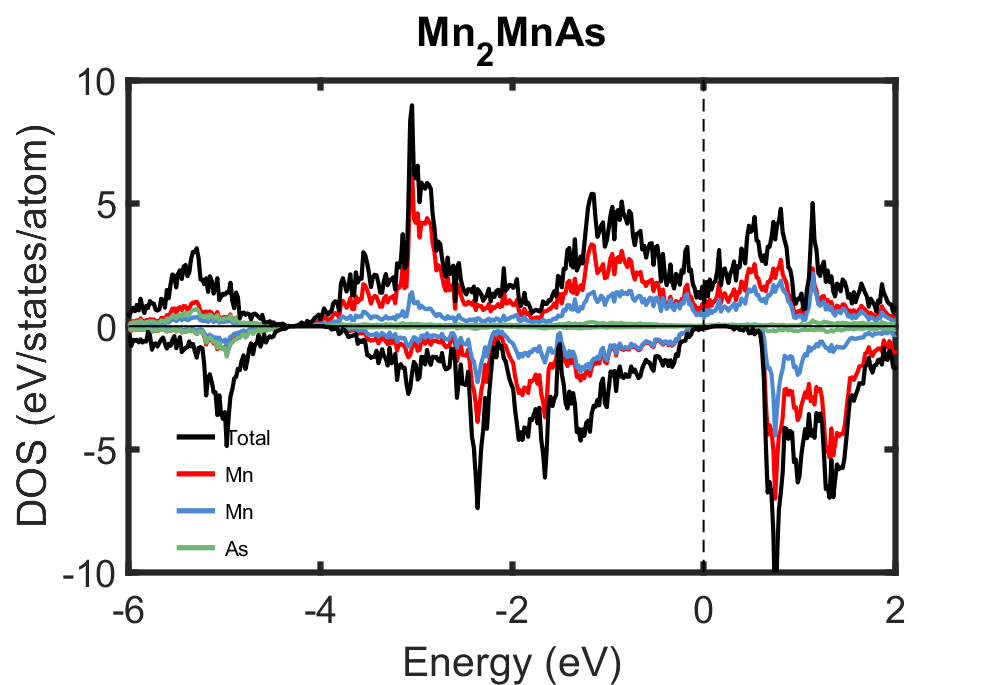 Mn2MnAs
10
5
0
-5
-10
DOS (eV/states/atom)
Total
Mn
Mn
As
-6 -4 -2 0 2
Energy (eV)